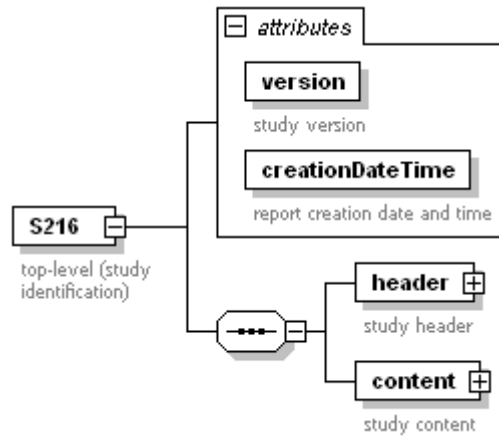 attributes
version
study version
creationDateTime
report creation date and time
S216
top-level (study
identification)
header
study header
content
study content